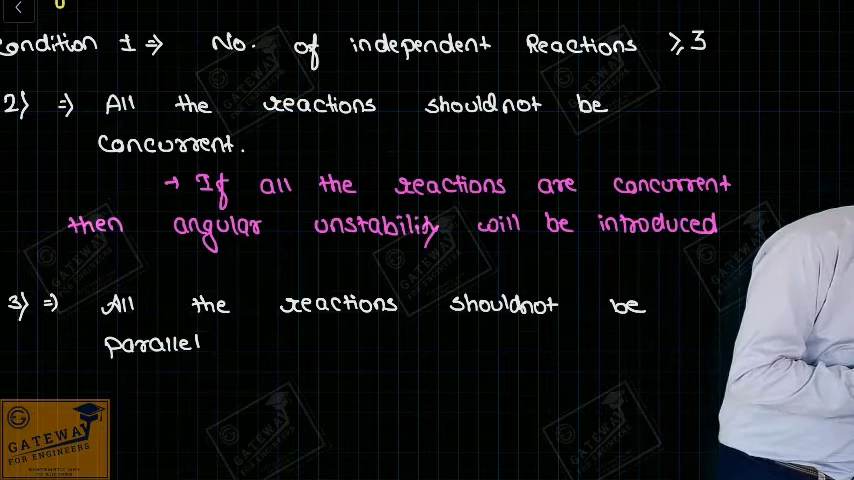 Condition 1 ⇒ No. of independent Reactions ⩾3
2) ⇒ All the reactions shouldnot be
concurrent.
→ If all the reactions are concurrent
then angular unstability will be introduced
3) ⇒ All the reactions shouldnot be
parallel
GATEWAY
FOR ENGINEERS